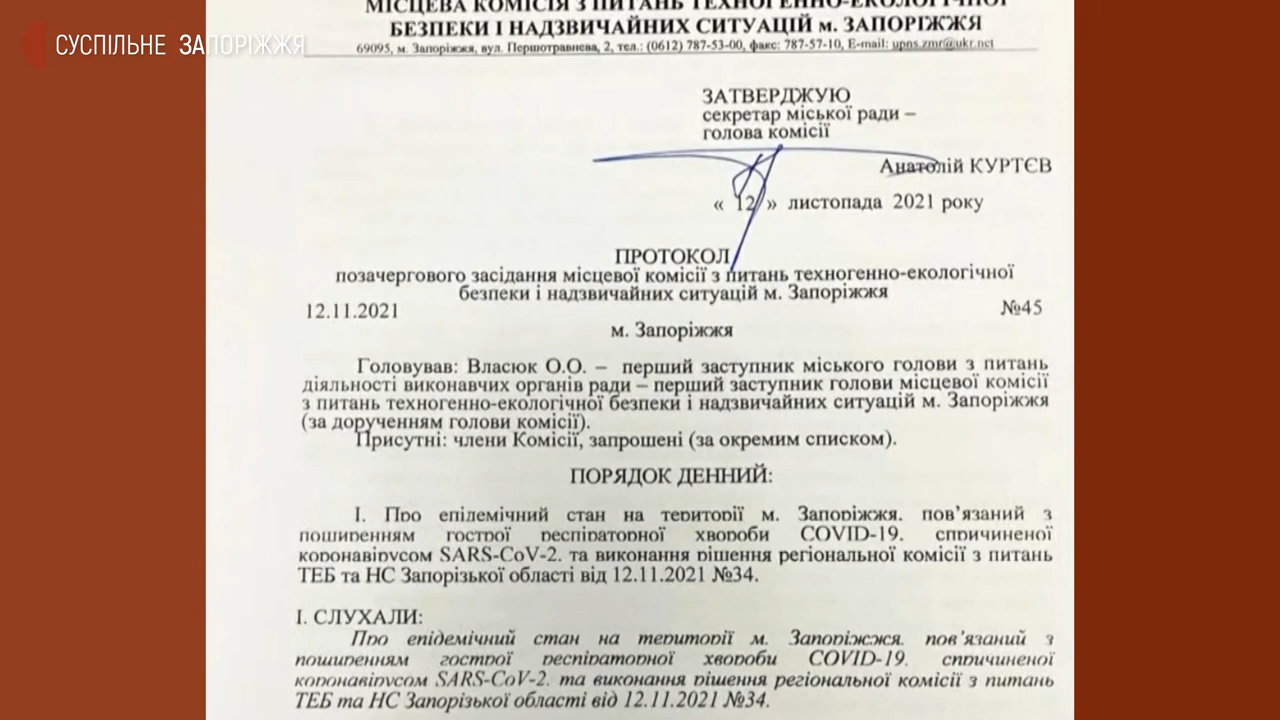 СУСПІЛЬНЕ ЗАПОРІЖЖЯ
МІСЦЕВА КОМІСІЯ З ПИТАНЬ ТЕХНОГЕННО-ЕКОЛОГІЧНОЇ
БЕЗПЕКИ І НАДЗВИЧАЙНИХ СИТУАЦІЙ м. ЗАПОРІЖЖЯ
69095, м. Запоріжжя, вул. Першотравнева, 2, тел.: (0612) 787-53-00, факс: 787-57-10, E-mail: upns.zmr@ukr.net
ЗАТВЕРДЖУЮ
секретар міської ради –
голова комісії
Анатолій КУРТЄВ
« 12 » листопада 2021 року
ПРОТОКОЛ
позачергового засідання місцевої комісії з питань техногенно-екологічної
безпеки і надзвичайних ситуацій м. Запоріжжя
12.11.2021 №45
м. Запоріжжя
Головував: Власюк О.О. – перший заступник міського голови з питань
діяльності виконавчих органів ради – перший заступник голови місцевої комісії
з питань техногенно-екологічної безпеки і надзвичайних ситуацій м. Запоріжжя
(за дорученням голови комісії).
Присутні: члени Комісії, запрошені (за окремим списком).
ПОРЯДОК ДЕННИЙ:
І. Про епідемічний стан на території м. Запоріжжя, пов’язаний з
поширенням гострої респіраторної хвороби COVID-19, спричиненої
коронавірусом SARS-CoV-2, та виконання рішення регіональної комісії з питань
ТЕБ та НС Запорізької області від 12.11.2021 №34.
І. СЛУХАЛИ:
Про епідемічний стан на території м. Запоріжжя, пов’язаний з
поширенням гострої респіраторної хвороби COVID-19, спричиненої
коронавірусом SARS-CoV-2, та виконання рішення регіональної комісії з питань
ТЕБ та НС Запорізької області від 12.11.2021 №34.